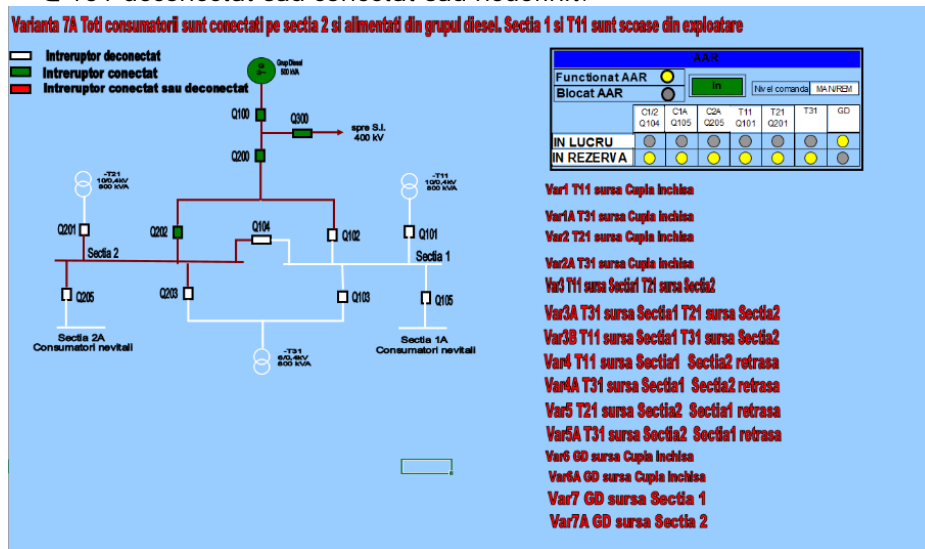 Q 101 deconectat sau conectat sau nedefinit.
Varianta 7A Toti consumatorii sunt conectati pe sectia 2 si alimentati din grupul diesel. Sectia 1 si T11 sunt scoase din exploatare
Intreruptor deconectat
Intreruptor conectat
Intreruptor conectat sau deconectat
Grup Diesel
500 kVA
Q100
Q300
spre S.I.
400 kV
Q200
-T21
10/0,4kV
800 kVA
-T11
10/0,4kV
800 kVA
Q201
Q202
Q104
Q102
Q101
Sectia 2
Sectia 1
Q205
Q203
Q103
Q105
Sectia 2A
Consumatori nevitali
-T31
6/0,4kV
800 kVA
Sectia 1A
Consumatori nevitali
AAR
Functionat AAR
In
Nivel comanda MAN/REM
Blocat AAR
C1/2 C1A C2A T11 T21 T31 GD
Q104 Q105 Q205 Q101 Q201
IN LUCRU
IN REZERVA
Var1 T11 sursa Cupla inchisa
Var1A T31 sursa Cupla inchisa
Var2 T21 sursa Cupla inchisa
Var2A T31 sursa Cupla inchisa
Var3 T11 sursa Sectia1 T21 sursa Sectia2
Var3A T31 sursa Sectia1 T21 sursa Sectia2
Var3B T11 sursa Sectia1 T31 sursa Sectia2
Var4 T11 sursa Sectia1 Sectia2 retrasa
Var4A T31 sursa Sectia1 Sectia2 retrasa
Var5 T21 sursa Sectia2 Sectia1 retrasa
Var5A T31 sursa Sectia2 Sectia1 retrasa
Var6 GD sursa Cupla inchisa
Var6A GD sursa Cupla inchisa
Var7 GD sursa Sectia 1
Var7A GD sursa Sectia 2